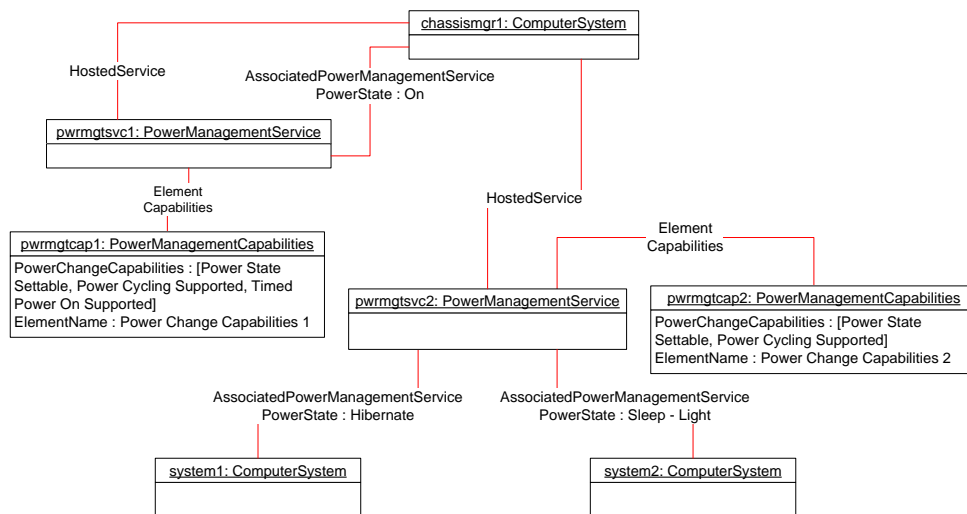 chassismgr1: ComputerSystem
HostedService
AssociatedPowerManagementService
PowerState : On
pwrmgtsvc1: PowerManagementService
Element
Capabilities
pwrmgtcap1: PowerManagementCapabilities
PowerChangeCapabilities : [Power State
Settable, Power Cycling Supported, Timed
Power On Supported]
ElementName : Power Change Capabilities 1
HostedService
Element
Capabilities
pwrmgtsvc2: PowerManagementService
pwrmgtcap2: PowerManagementCapabilities
PowerChangeCapabilities : [Power State
Settable, Power Cycling Supported]
ElementName : Power Change Capabilities 2
AssociatedPowerManagementService
PowerState : Hibernate
AssociatedPowerManagementService
PowerState : Sleep - Light
system1: ComputerSystem
system2: ComputerSystem